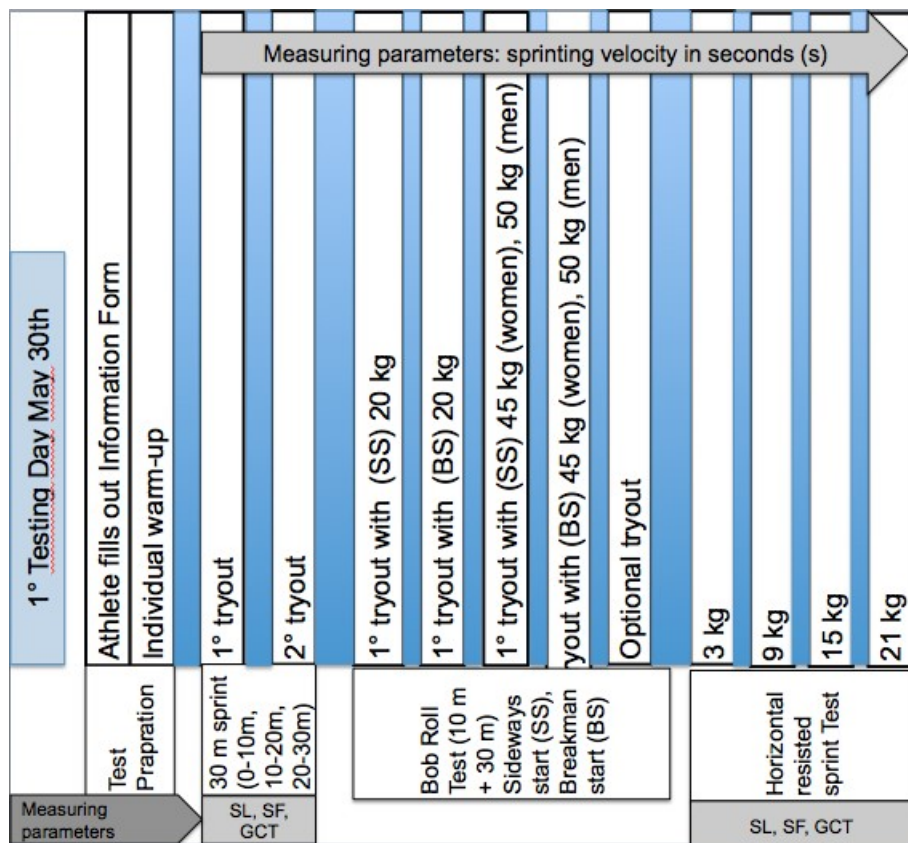 Measuring parameters: sprinting velocity in seconds (s)
1° Testing Day May 30th
Athlete fills out Information Form
Individual warm-up
1° tryout
2° tryout
1° tryout with (SS) 20 kg
1° tryout with (BS) 20 kg
1° tryout with (SS) 45 kg (women), 50 kg (men)
ryout with (BS) 45 kg (women), 50 kg (men)
Optional tryout
3 kg
9 kg
15 kg
21 kg
Test
Prapration
30 m sprint
(0-10m,
10-20m,
20-30m)
Bob Roll
Test (10 m
+ 30 m)
Sideways
start (SS),
Breakman
start (BS)
Horizontal
resisted
sprint Test
Measuring
parameters
SL, SF,
GCT
SL, SF, GCT